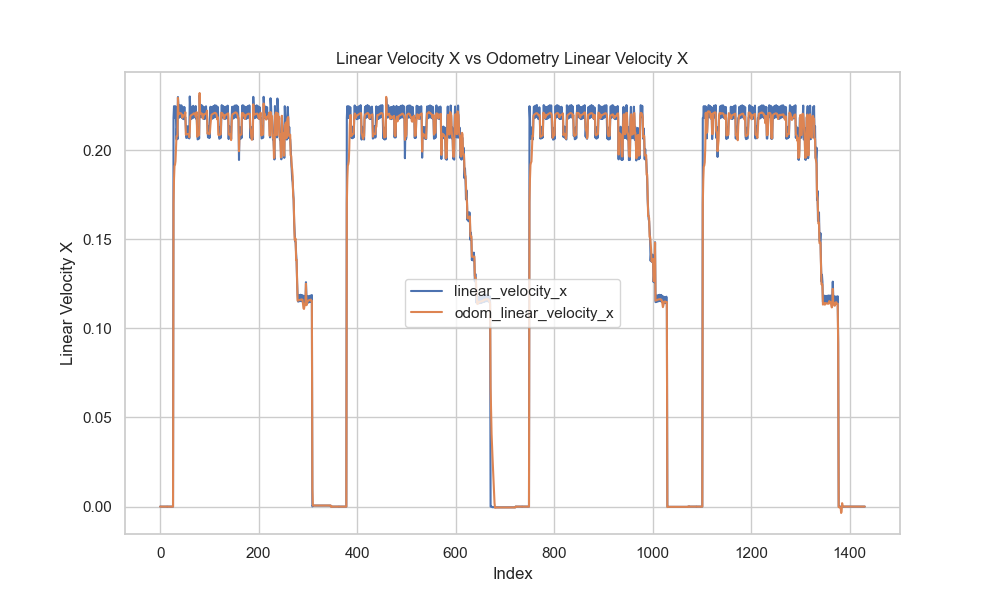 Linear Velocity X vs Odometry Linear Velocity X
Linear Velocity X
0.20
0.15
0.10
0.05
0.00
linear_velocity_x
odom_linear_velocity_x
0 200 400 600 800 1000 1200 1400
Index